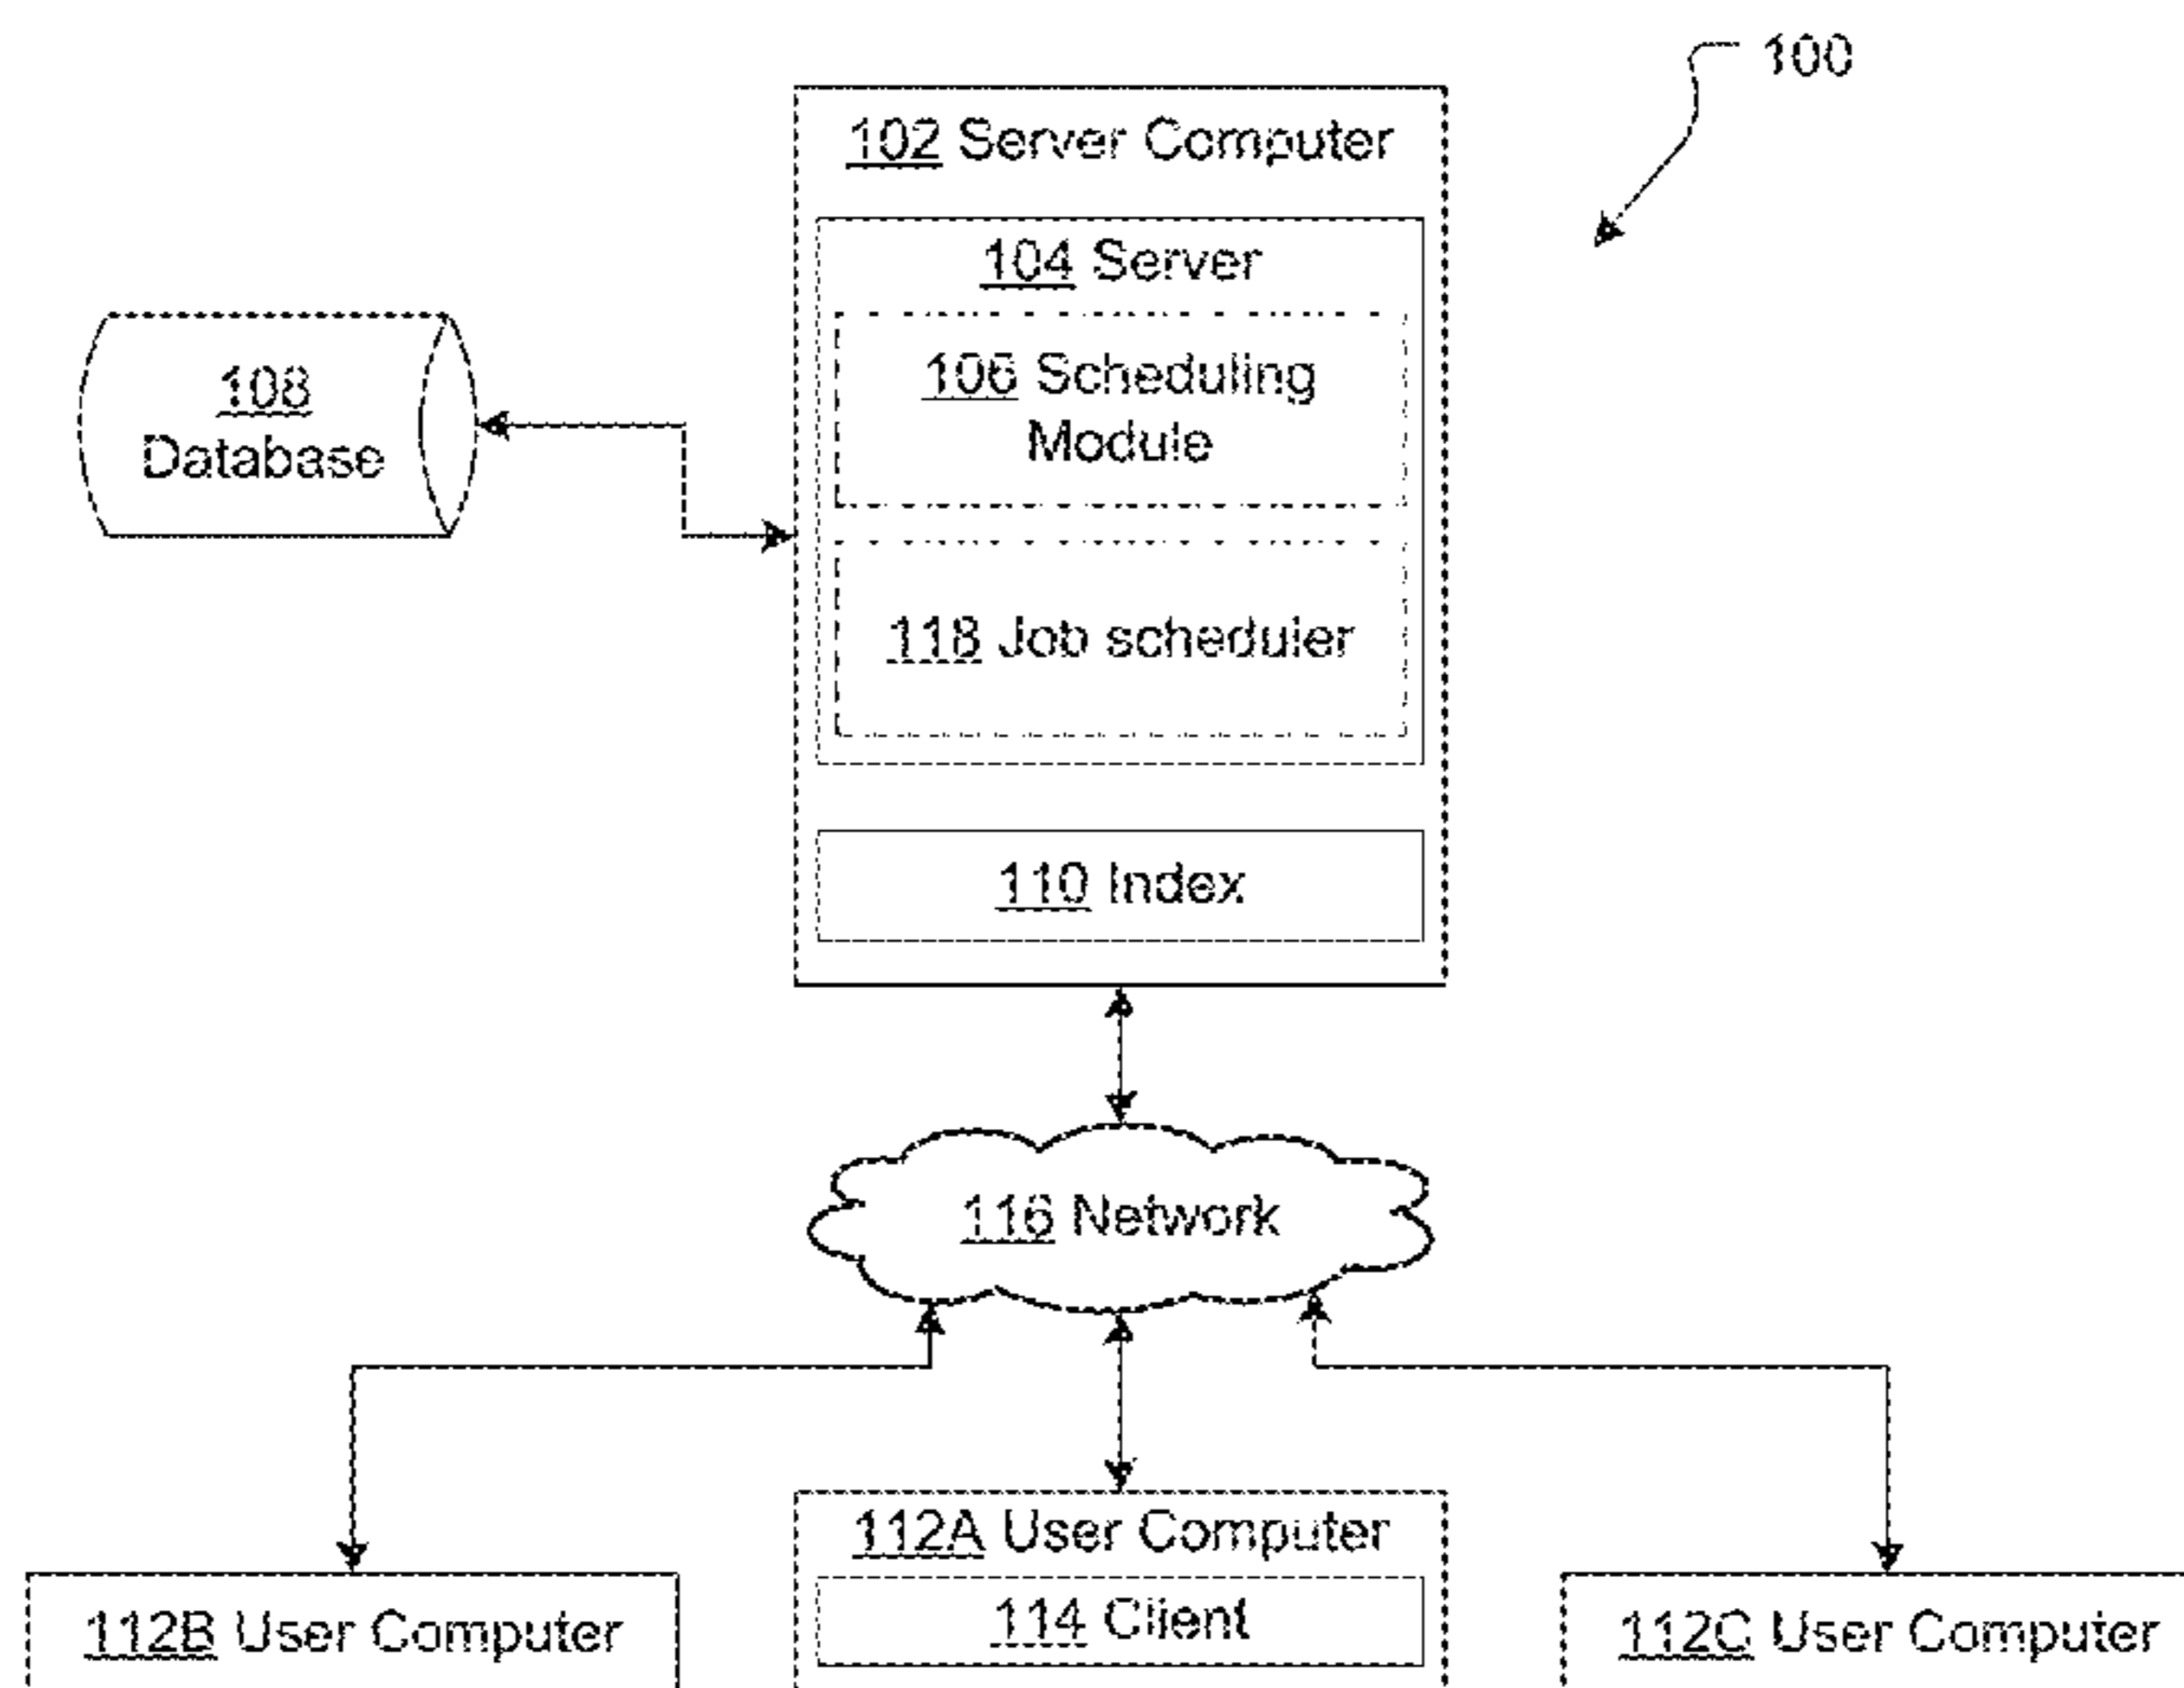 100
102 Server Computer
104 Server
106 Scheduling
Module
108
Database
118 Job scheduler
110 Index
116 Network
112A User Computer
114 Client
112B User Computer
112C User Computer